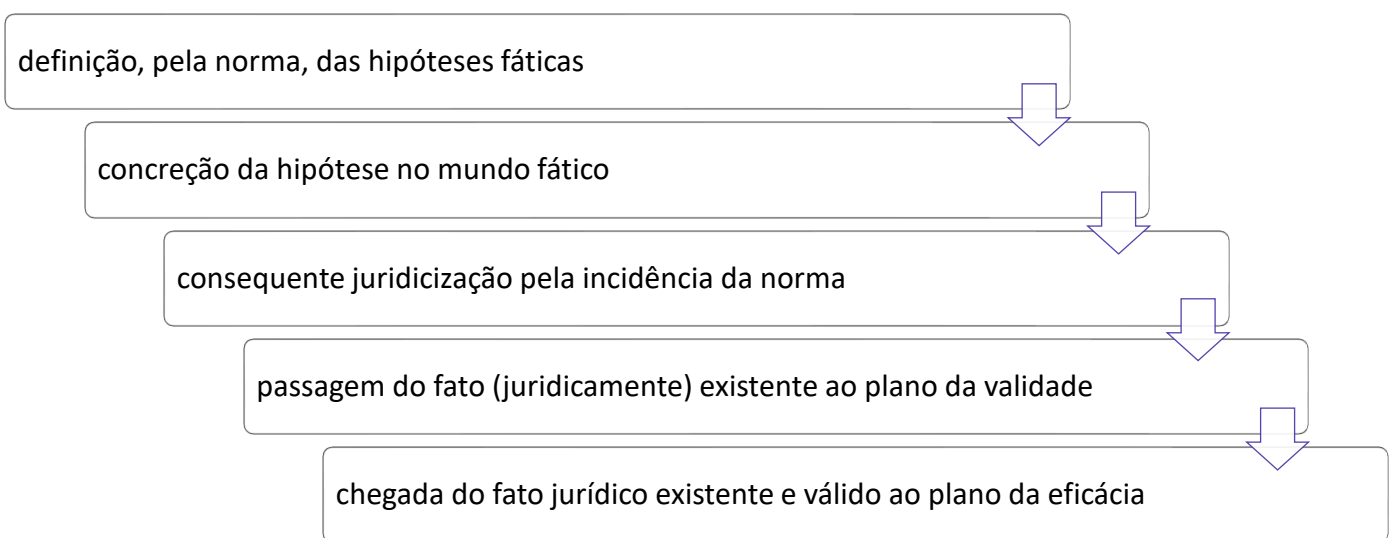 definição, pela norma, das hipóteses fáticas
concreção da hipótese no mundo fático
consequente juridicização pela incidência da norma
passagem do fato (juridicamente) existente ao plano da validade
chegada do fato jurídico existente e válido ao plano da eficácia